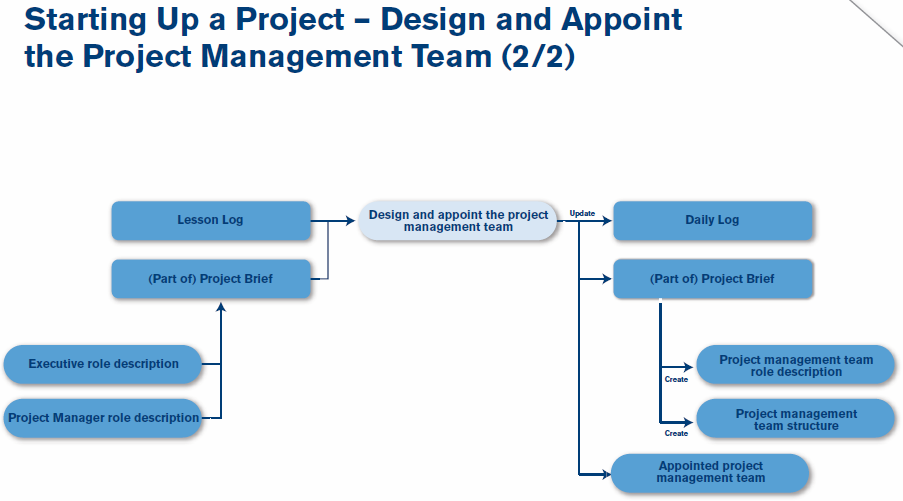 Starting Up a Project – Design and Appoint
the Project Management Team (2/2)
Lesson Log
Design and appoint the project
management team
Update
Daily Log
(Part of) Project Brief
(Part of) Project Brief
Executive role description
Project management team
role description
Create
Project Manager role description
Project management
team structure
Create
Appointed project
management team